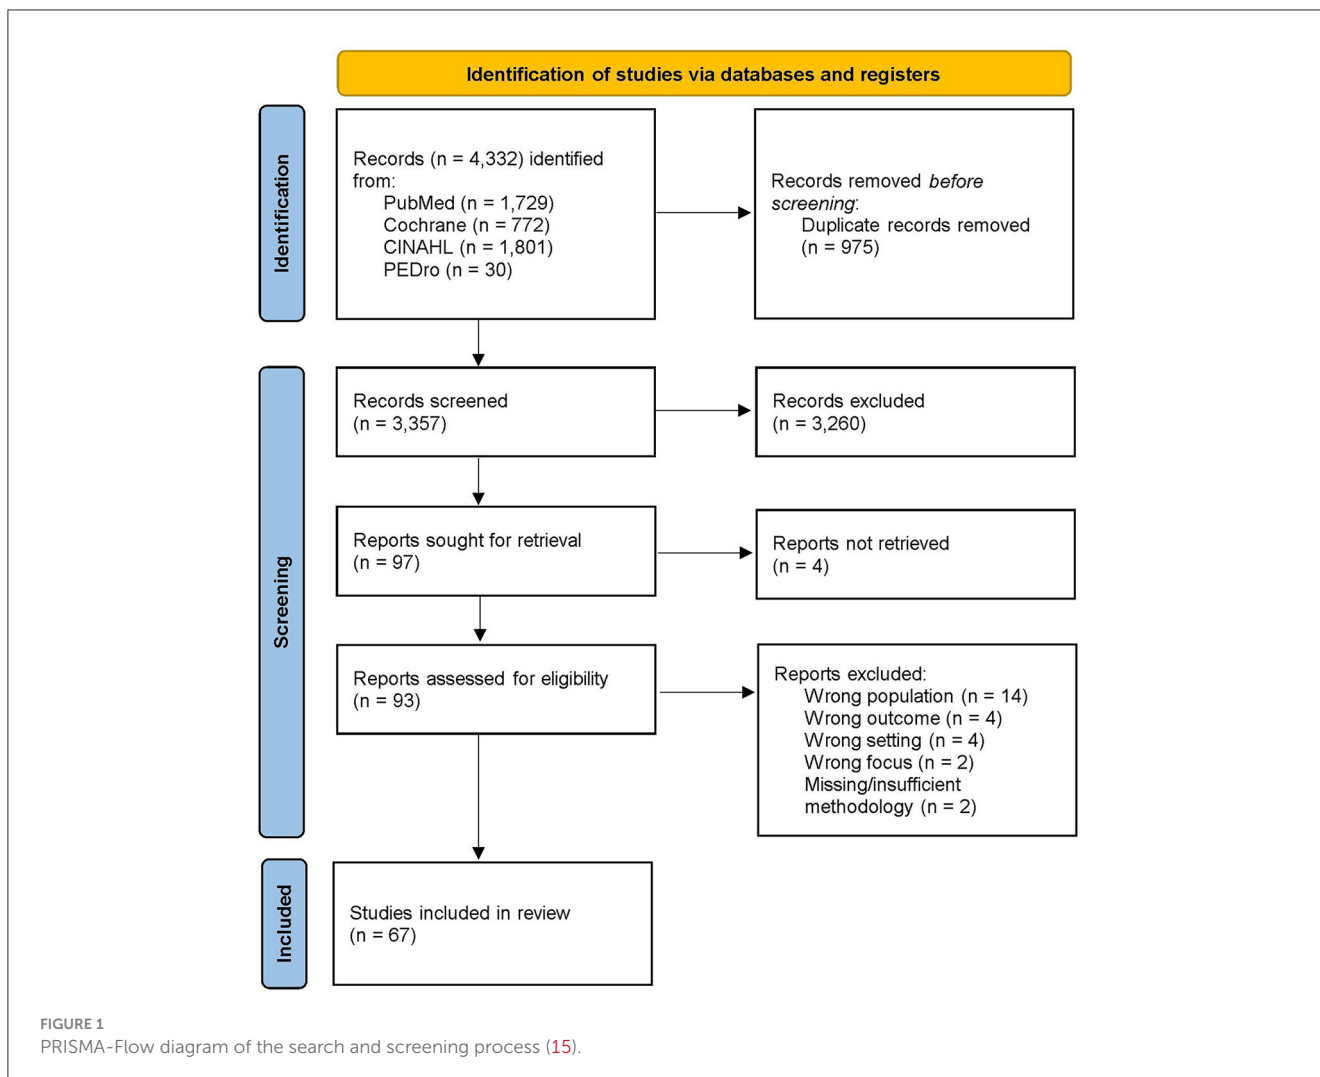 Identification of studies via databases and registers
Identification
Records (n = 4,332) identified
from:
PubMed (n = 1,729)
Cochrane (n = 772)
CINAHL (n = 1,801)
PEDro (n = 30)
Records removed before
screening:
Duplicate records removed
(n = 975)
Screening
Records screened
(n = 3,357)
Records excluded
(n = 3,260)
Reports sought for retrieval
(n = 97)
Reports not retrieved
(n = 4)
Reports assessed for eligibility
(n = 93)
Reports excluded:
Wrong population (n = 14)
Wrong outcome (n = 4)
Wrong setting (n = 4)
Wrong focus (n = 2)
Missing/insufficient
methodology (n = 2)
Included
Studies included in review
(n = 67)
FIGURE 1
PRISMA-Flow diagram of the search and screening process (15).